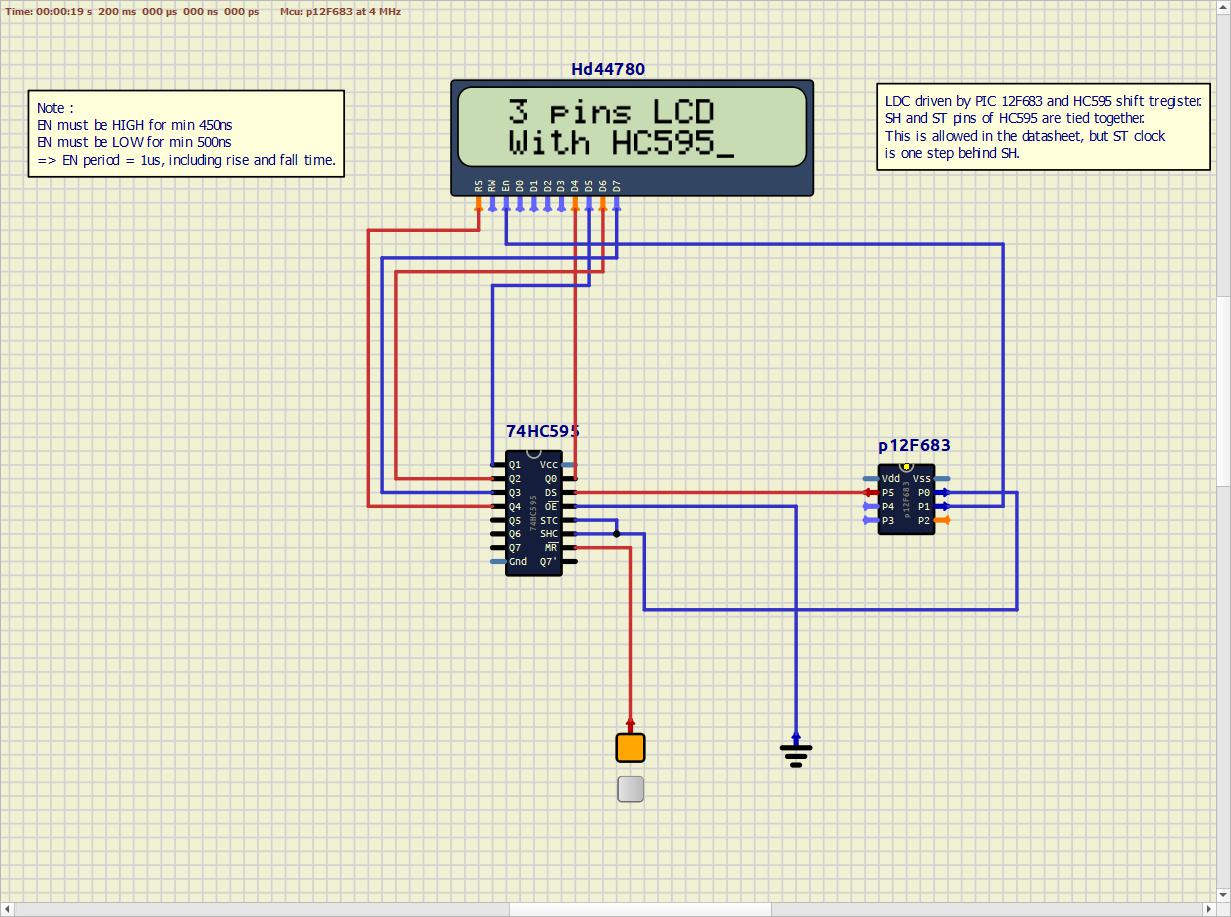 Time: 00:00:19 s  200 ms  000 µs  000 ns  000 ps    Mcu: p12F683 at 4 MHz
Hd44780
3 pins LCD
With HC595_
RS RW En D0 D1 D2 D3 D4 D5 D6 D7
Note :
EN must be HIGH for min 450ns
EN must be LOW for min 500ns
=> EN period = 1us, including rise and fall time.
LDC driven by PIC 12F683 and HC595 shift tregister.
SH and ST pins of HC595 are tied together.
This is allowed in the datasheet, but ST clock
is one step behind SH.
74HC595
Q1 Vcc
Q2 Q0
Q3 DS
Q4 OE
Q5 STC
Q6 SHC
Q7 MR
Gnd Q7'
74HC595
p12F683
Vdd Vss
P5 P0
P4 P1
P3 P2
p12F683